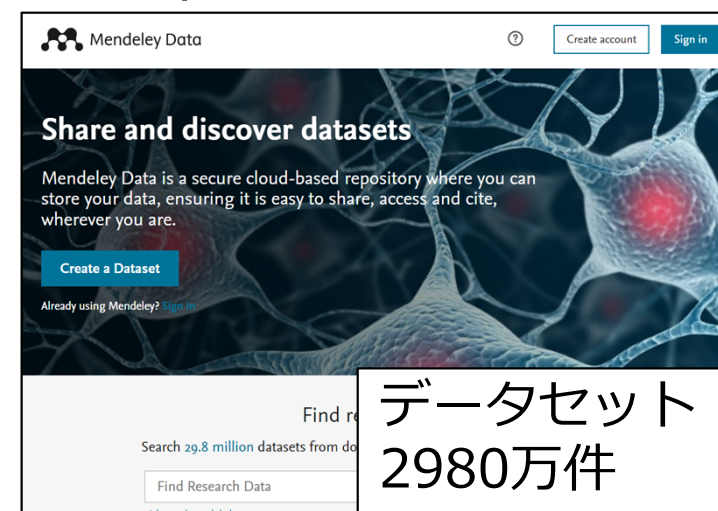 Mendeley Data
Create account
Sign in
Share and discover datasets
Mendeley Data is a secure cloud-based repository where you can
store your data, ensuring it is easy to share, access and cite,
wherever you are.
Create a Dataset
Already using Mendeley? Sign in
Find
Search 29.8 million datasets from
Find Research Data
データセット
2980万件